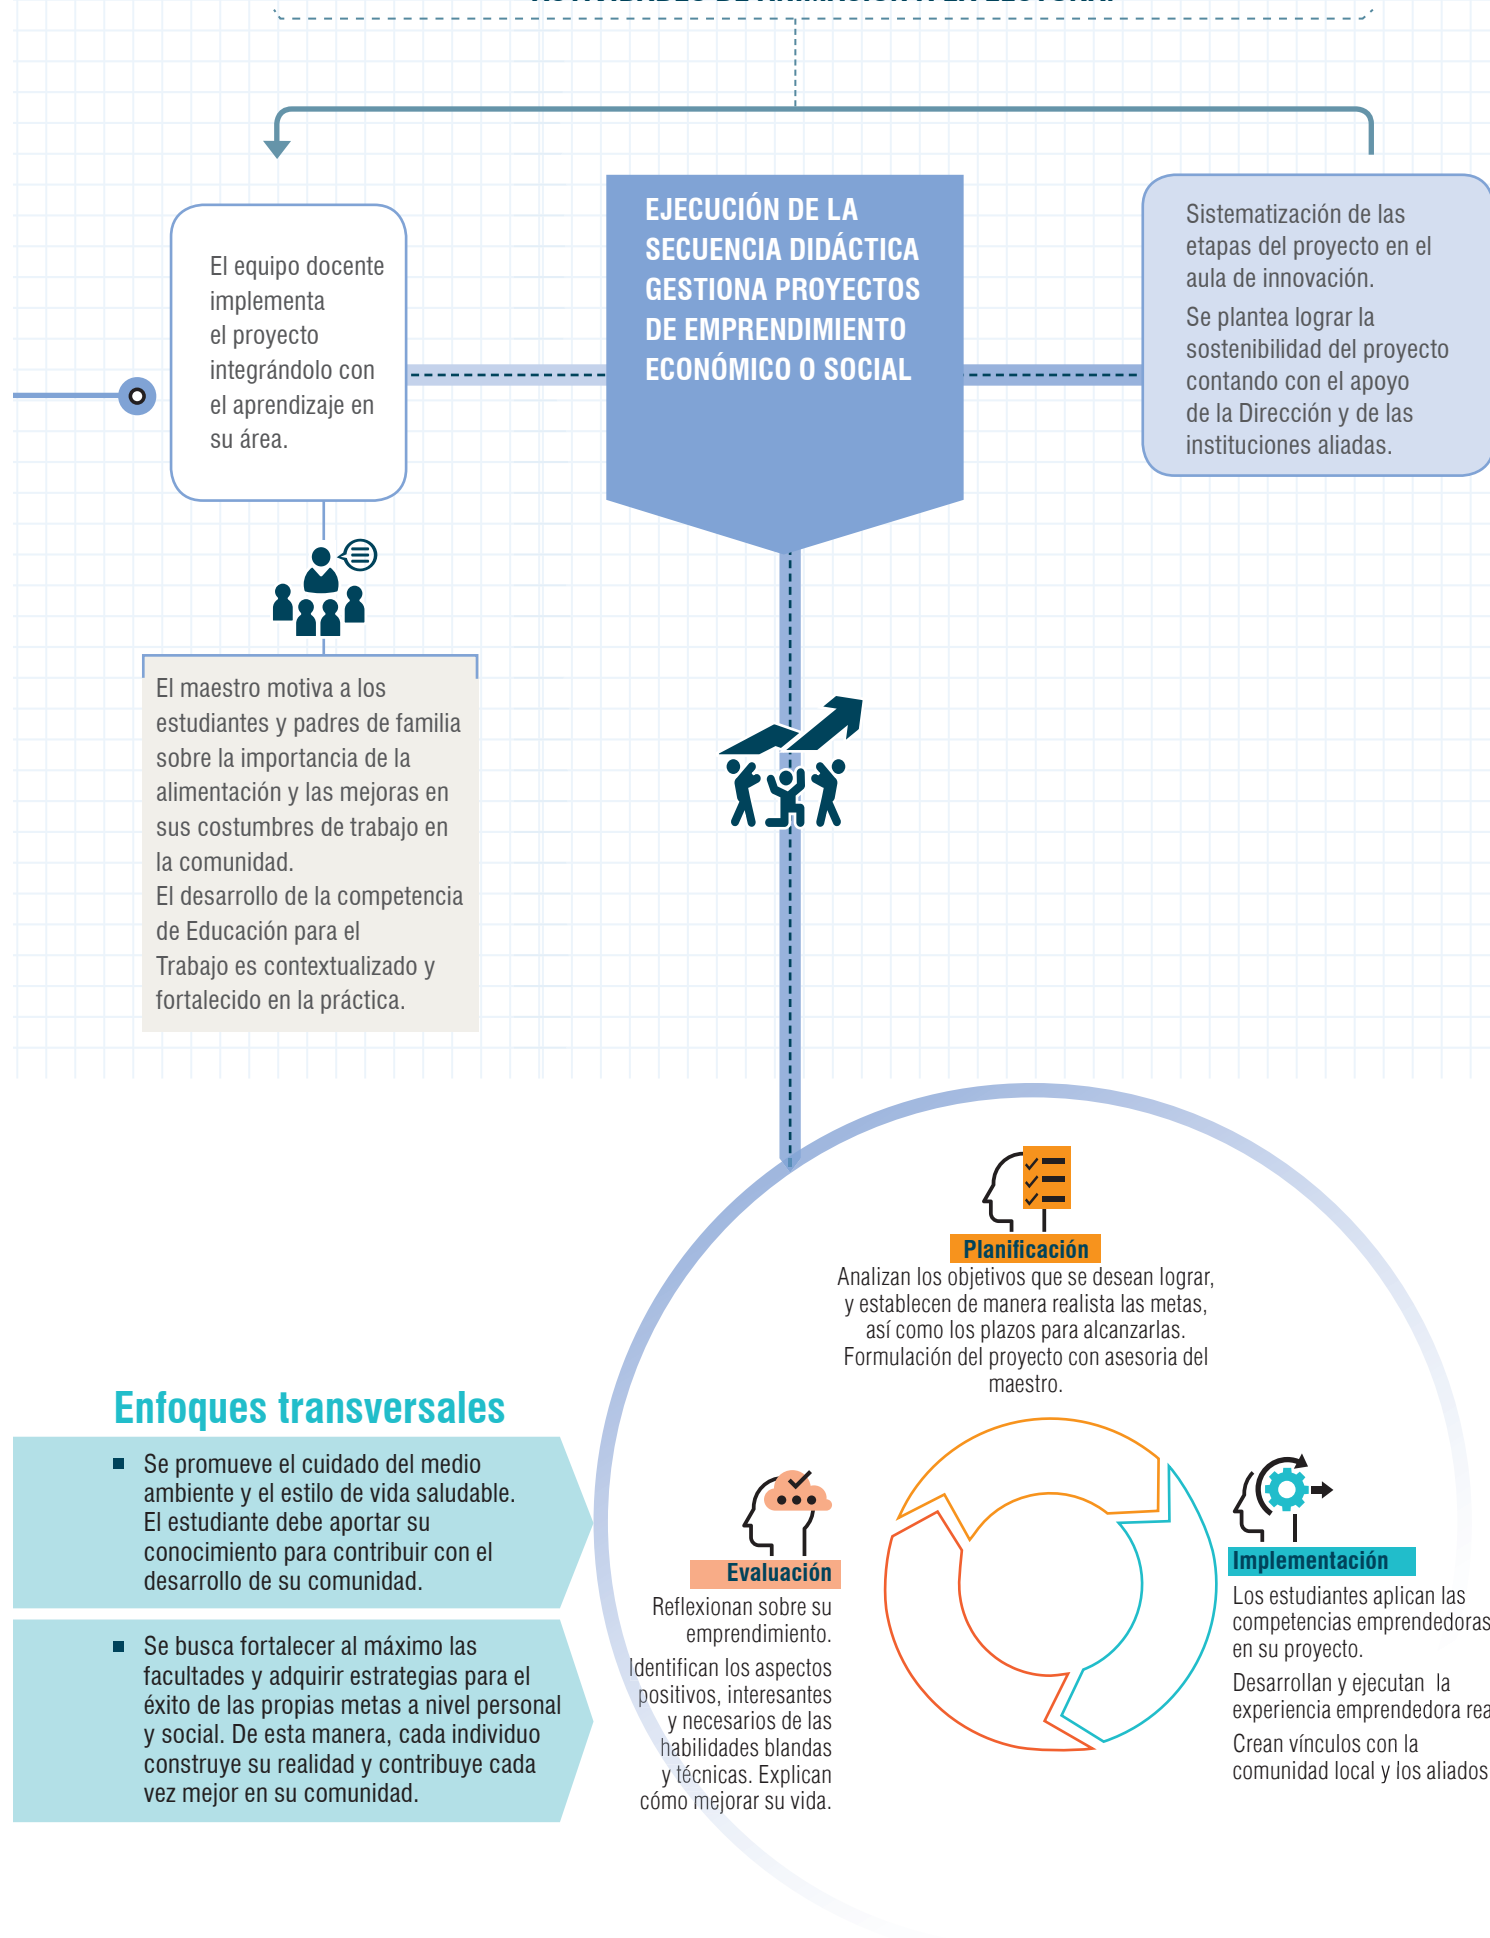 El equipo docente
implementa
el proyecto
integrándolo con
el aprendizaje en
su área.
EJECUCIÓN DE LA
SECUENCIA DIDÁCTICA
GESTIONA PROYECTOS
DE EMPRENDIMIENTO
ECONÓMICO O SOCIAL
Sistematización de las
etapas del proyecto en el
aula de innovación.
Se plantea lograr la
sostenibilidad del proyecto
contando con el apoyo
de la Dirección y de las
instituciones aliadas.
El maestro motiva a los
estudiantes y padres de familia
sobre la importancia de la
alimentación y las mejoras en
sus costumbres de trabajo en
la comunidad.
El desarrollo de la competencia
de Educación para el
Trabajo es contextualizado y
fortalecido en la práctica.
Planificación
Analizan los objetivos que se desean lograr,
y establecen de manera realista las metas,
así como los plazos para alcanzarlas.
Formulación del proyecto con asesoria del
maestro.
Enfoques transversales
Se promueve el cuidado del medio
ambiente y el estilo de vida saludable.
El estudiante debe aportar su
conocimiento para contribuir con el
desarrollo de su comunidad.
Se busca fortalecer al máximo las
facultades y adquirir estrategias para el
éxito de las propias metas a nivel personal
y social. De esta manera, cada individuo
construye su realidad y contribuye cada
vez mejor en su comunidad.
Evaluación
Reflexionan sobre su
emprendimiento.
Identifican los aspectos
positivos, interesantes
y necesarios de las
habilidades blandas
y técnicas. Explican
cómo mejorar su vida.
Implementación
Los estudiantes aplican las
competencias emprendedoras
en su proyecto.
Desarrollan y ejecutan la
experiencia emprendedora
Crean vínculos con la
comunidad local y los aliados